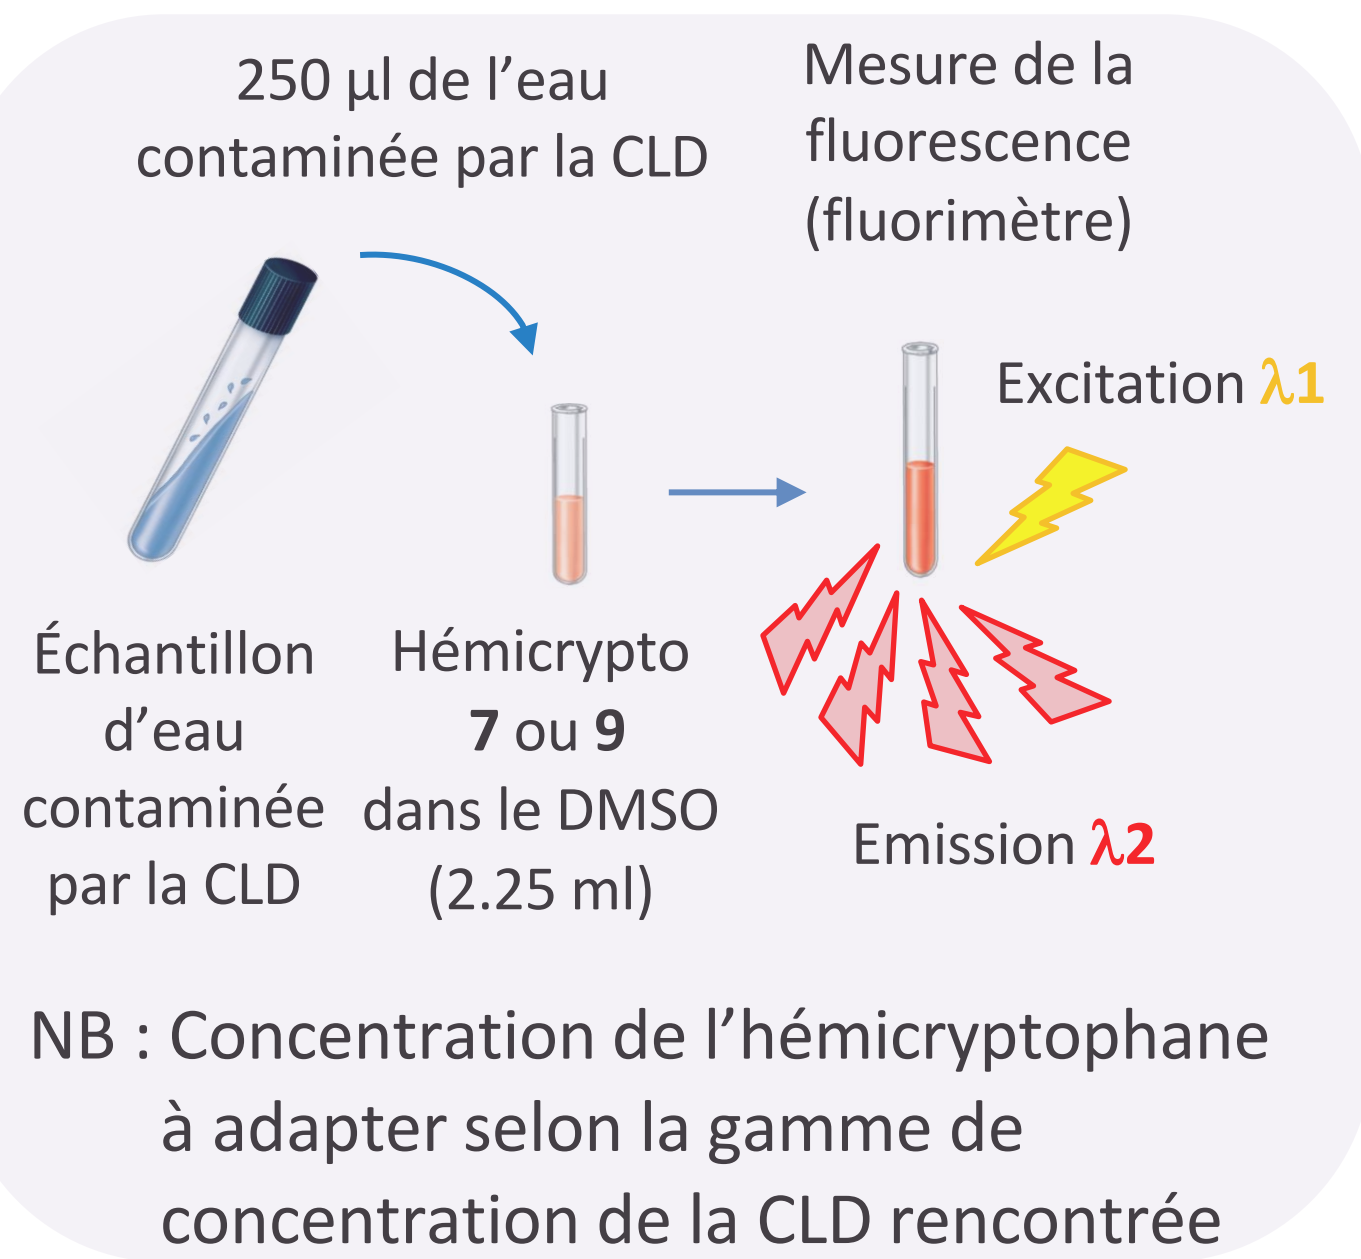 250 µl de l’eau
contaminée par la CLD
Mesure de la
fluorescence
(fluorimètre)
Excitation λ1
Échantillon
d’eau
contaminée
par la CLD
Hémicrypto
7 ou 9
dans le DMSO
(2.25 ml)
Emission λ2
NB : Concentration de l’hémicryptophane
à adapter selon la gamme de
concentration de la CLD rencontrée